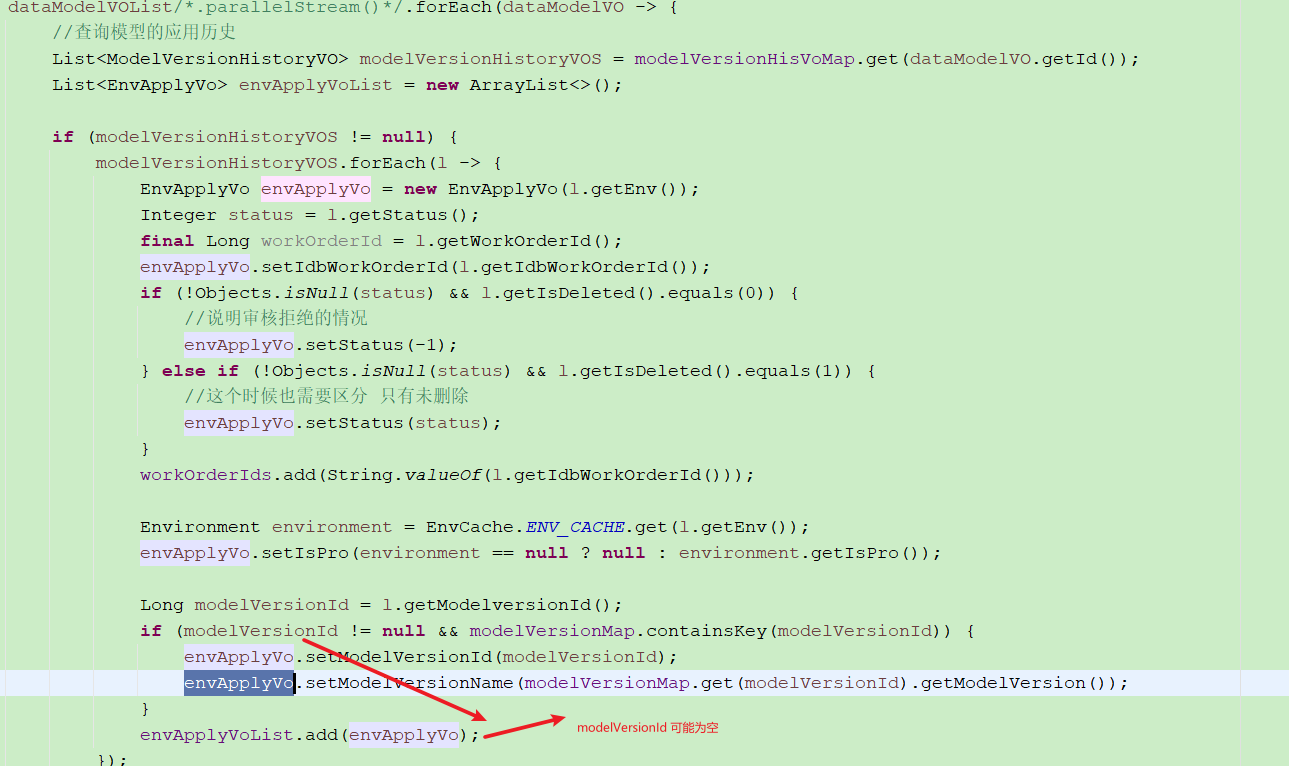 dataModelVOList/*.parallelStream()*/.forEach(dataModelVO -> {
//查询模型的应用历史
List<ModelVersionHistoryVO> modelVersionHistoryVOS = modelVersionHisVoMap.get(dataModelVO.getId());
List<EnvApplyVo> envApplyVoList = new ArrayList<>();
if (modelVersionHistoryVOS != null) {
modelVersionHistoryVOS.forEach(l -> {
EnvApplyVo envApplyVo = new EnvApplyVo(l.getEnv());
Integer status = l.getStatus();
final Long workOrderId = l.getWorkOrderId();
envApplyVo.setIdbWorkOrderId(l.getIdbWorkOrderId());
if (!Objects.isNull(status) && l.getIsDeleted().equals(0)) {
//说明审核拒绝的情况
envApplyVo.setStatus(-1);
} else if (!Objects.isNull(status) && l.getIsDeleted().equals(1)) {
//这个时候也需要区分 只有未删除
envApplyVo.setStatus(status);
}
workOrderIds.add(String.valueOf(l.getIdbWorkOrderId()));
Environment environment = EnvCache.ENV_CACHE.get(l.getEnv());
envApplyVo.setIsPro(environment == null ? null : environment.getIsPro());
Long modelVersionId = l.getModelversionId();
if (modelVersionId != null && modelVersionMap.containsKey(modelVersionId)) {
envApplyVo.setModelVersionId(modelVersionId);
envApplyVo.setModelVersionName(modelVersionMap.get(modelVersionId).getModelVersion());
}
envApplyVoList.add(envApplyVo);
modelVersionId 可能为空
});